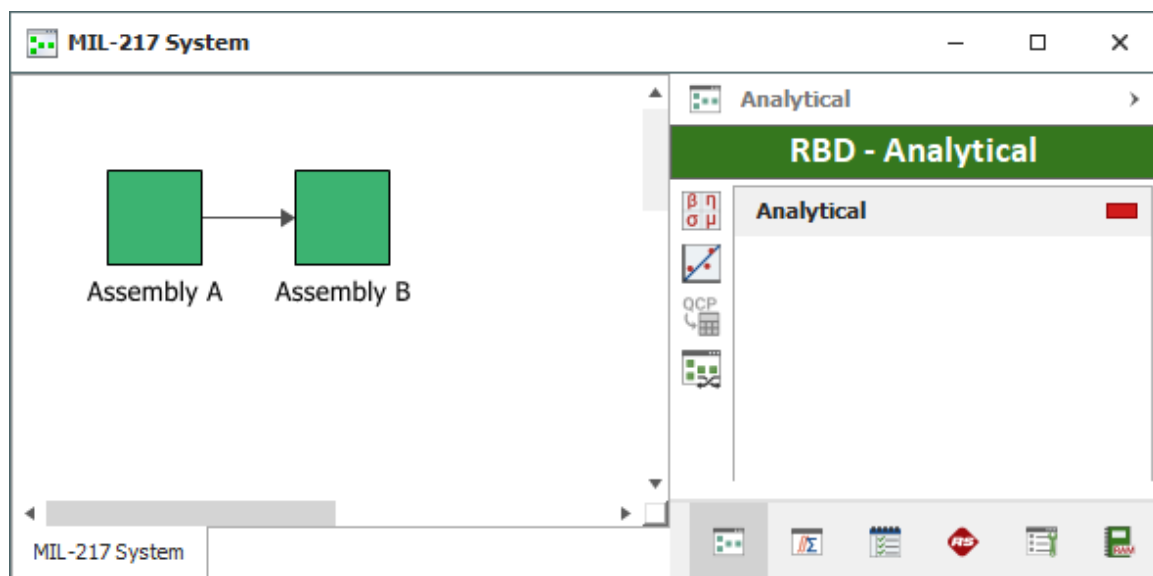 MIL-217 System
Analytical
RBD - Analytical
Assembly A
Assembly B
β η
σ μ
Analytical
QCP
MIL-217 System
RS
RAM